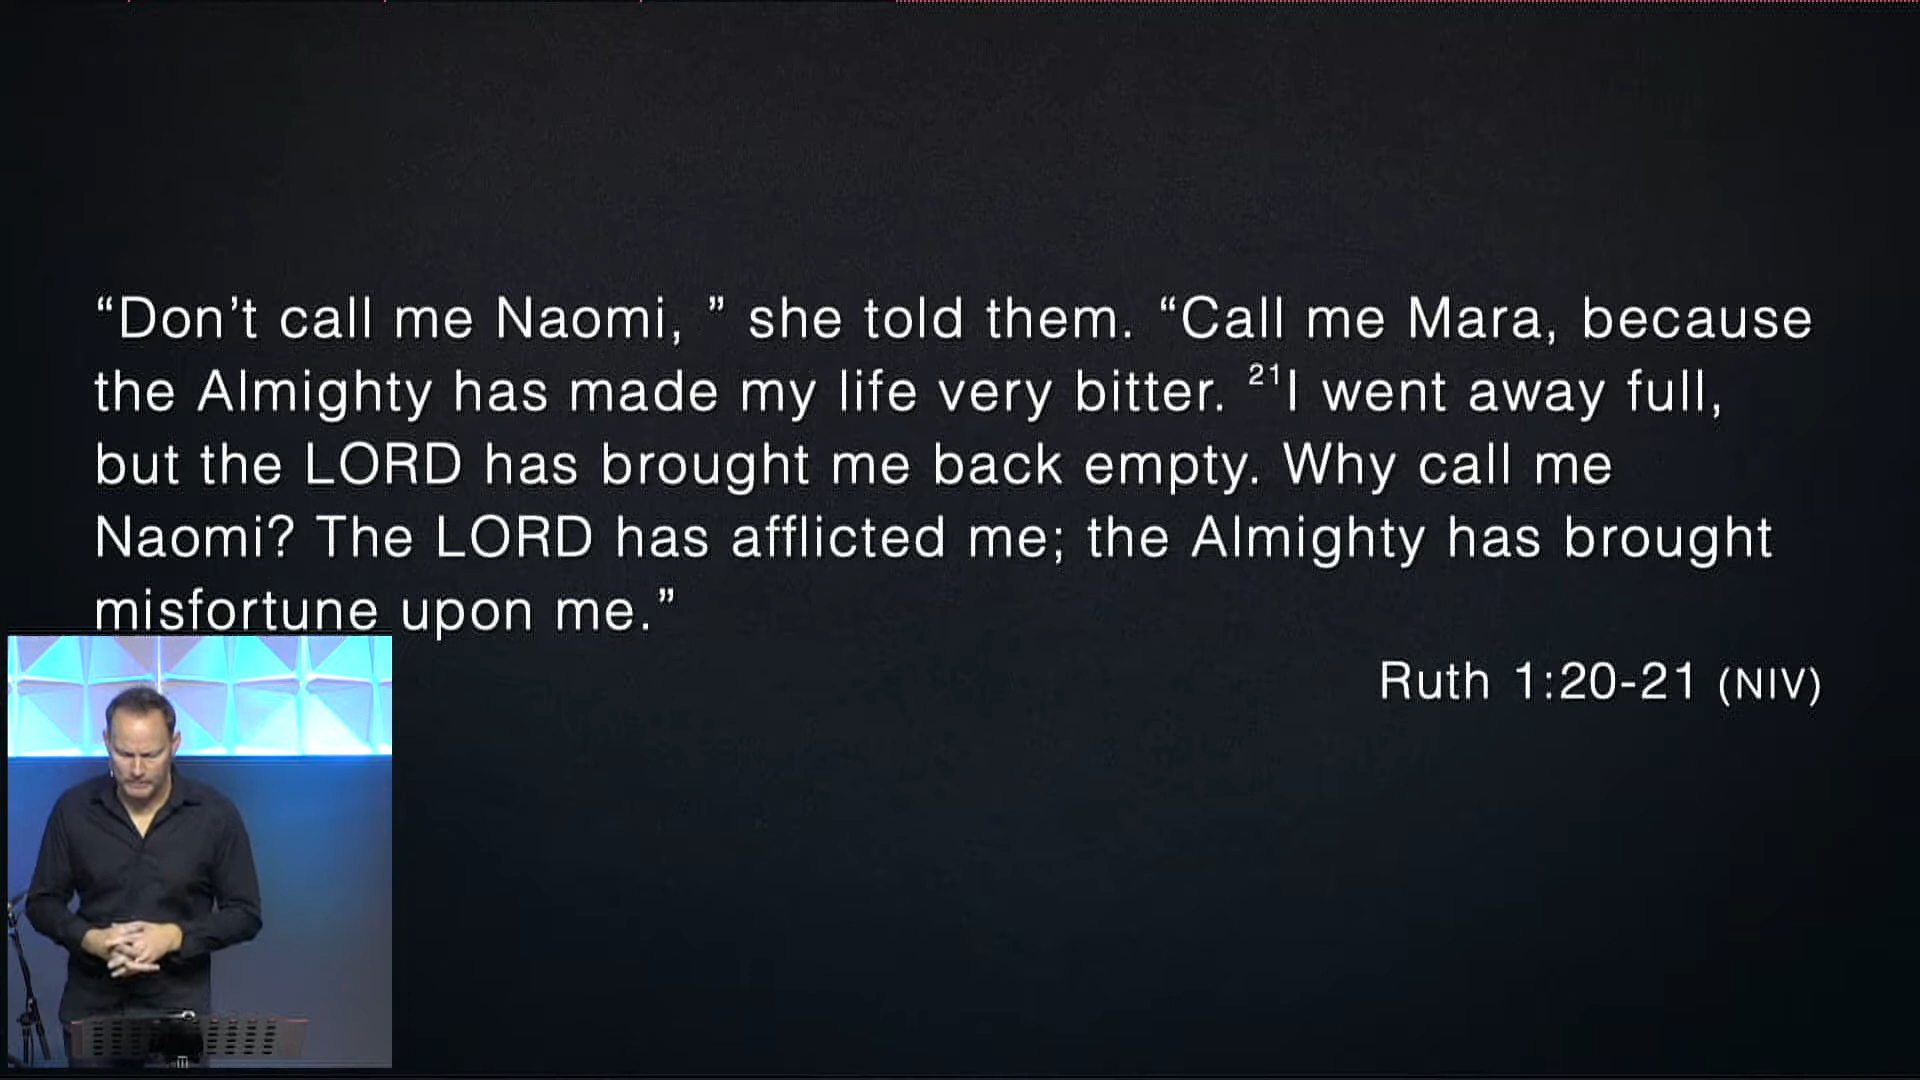 “Don’t call me Naomi, ” she told them. “Call me Mara, because
the Almighty has made my life very bitter. ²¹I went away full,
but the LORD has brought me back empty. Why call me
Naomi? The LORD has afflicted me; the Almighty has brought
misfortune upon me.”
Ruth 1:20-21 (NIV)